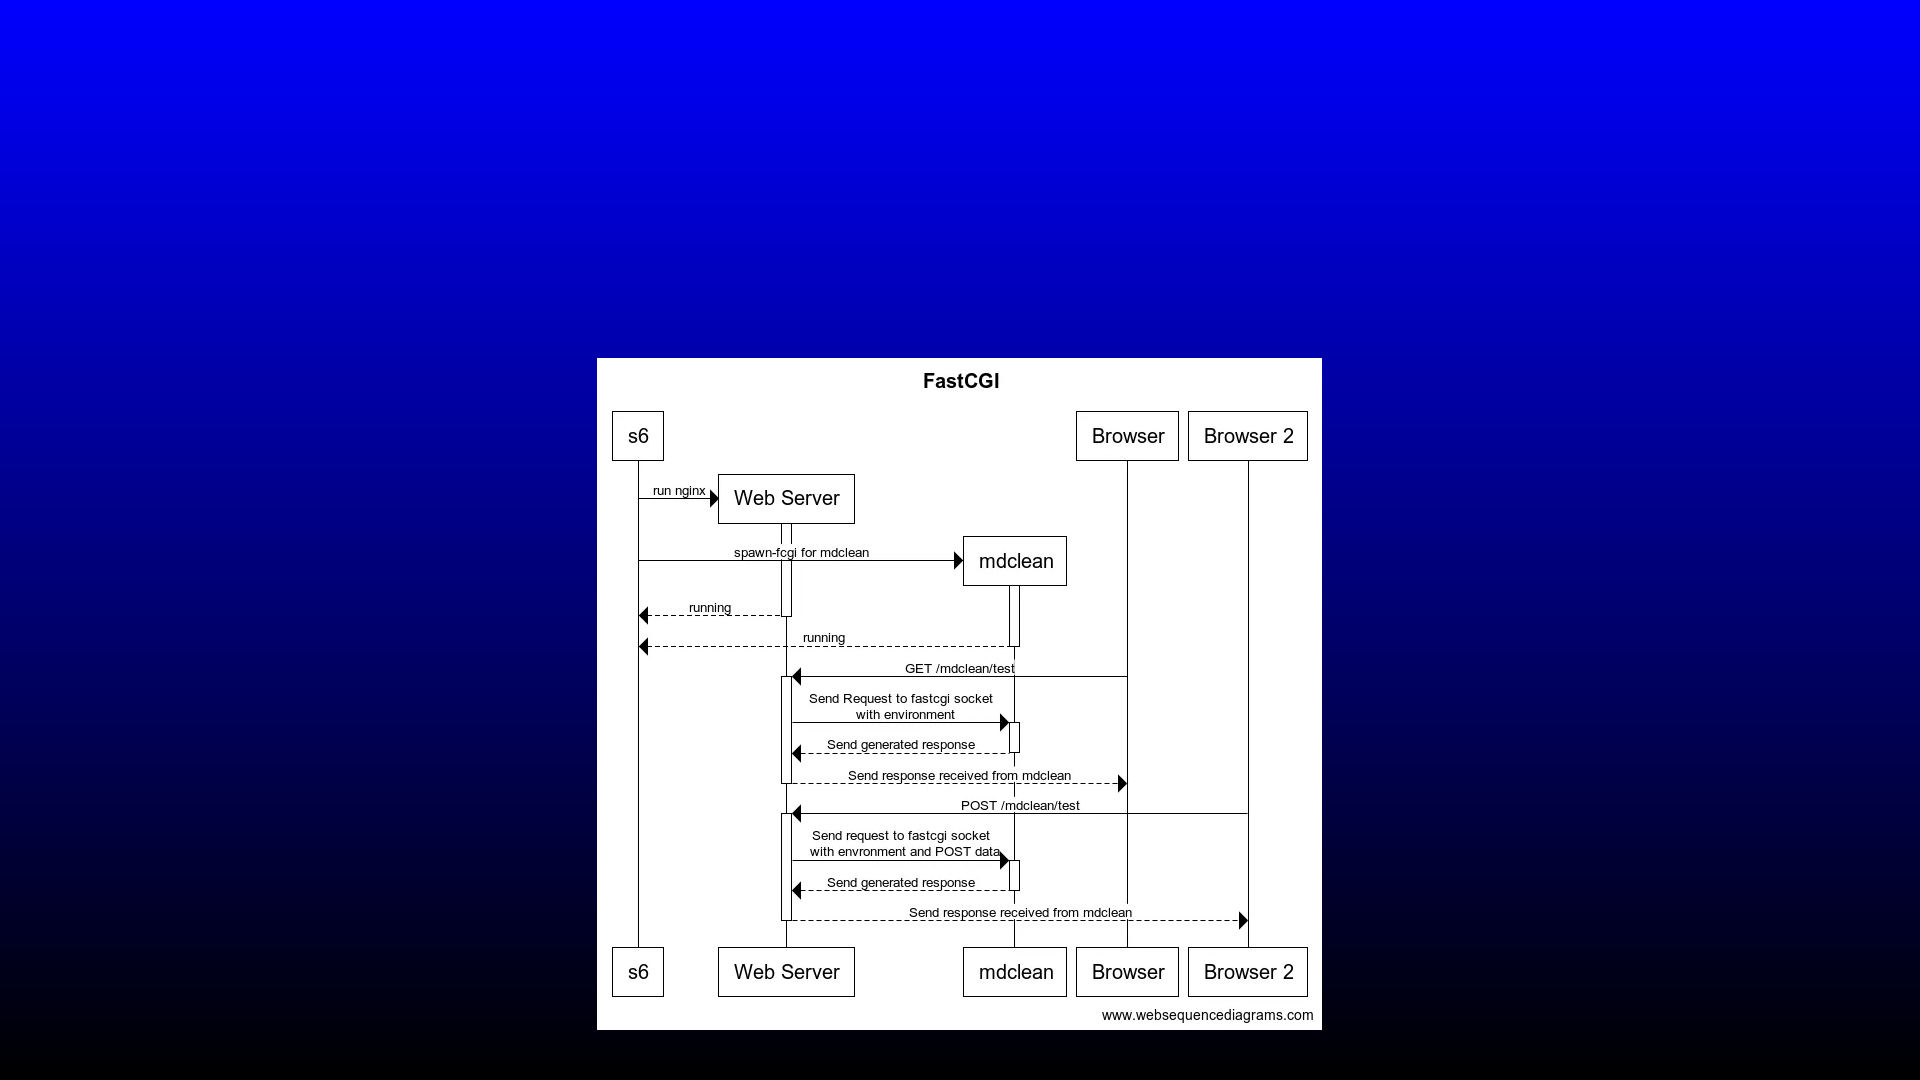 FastCGI
s6
Browser
Browser 2
run nginx
Web Server
spawn-fcgi for mdclean
mdclean
running
running
GET /mdclean/test
Send Request to fastcgi socket
with environment
Send generated response
Send response received from mdclean
POST /mdclean/test
Send request to fastcgi socket
with envronment and POST data
Send generated response
Send response received from mdclean
s6
Web Server
mdclean
Browser
Browser 2
www.websequencediagrams.com